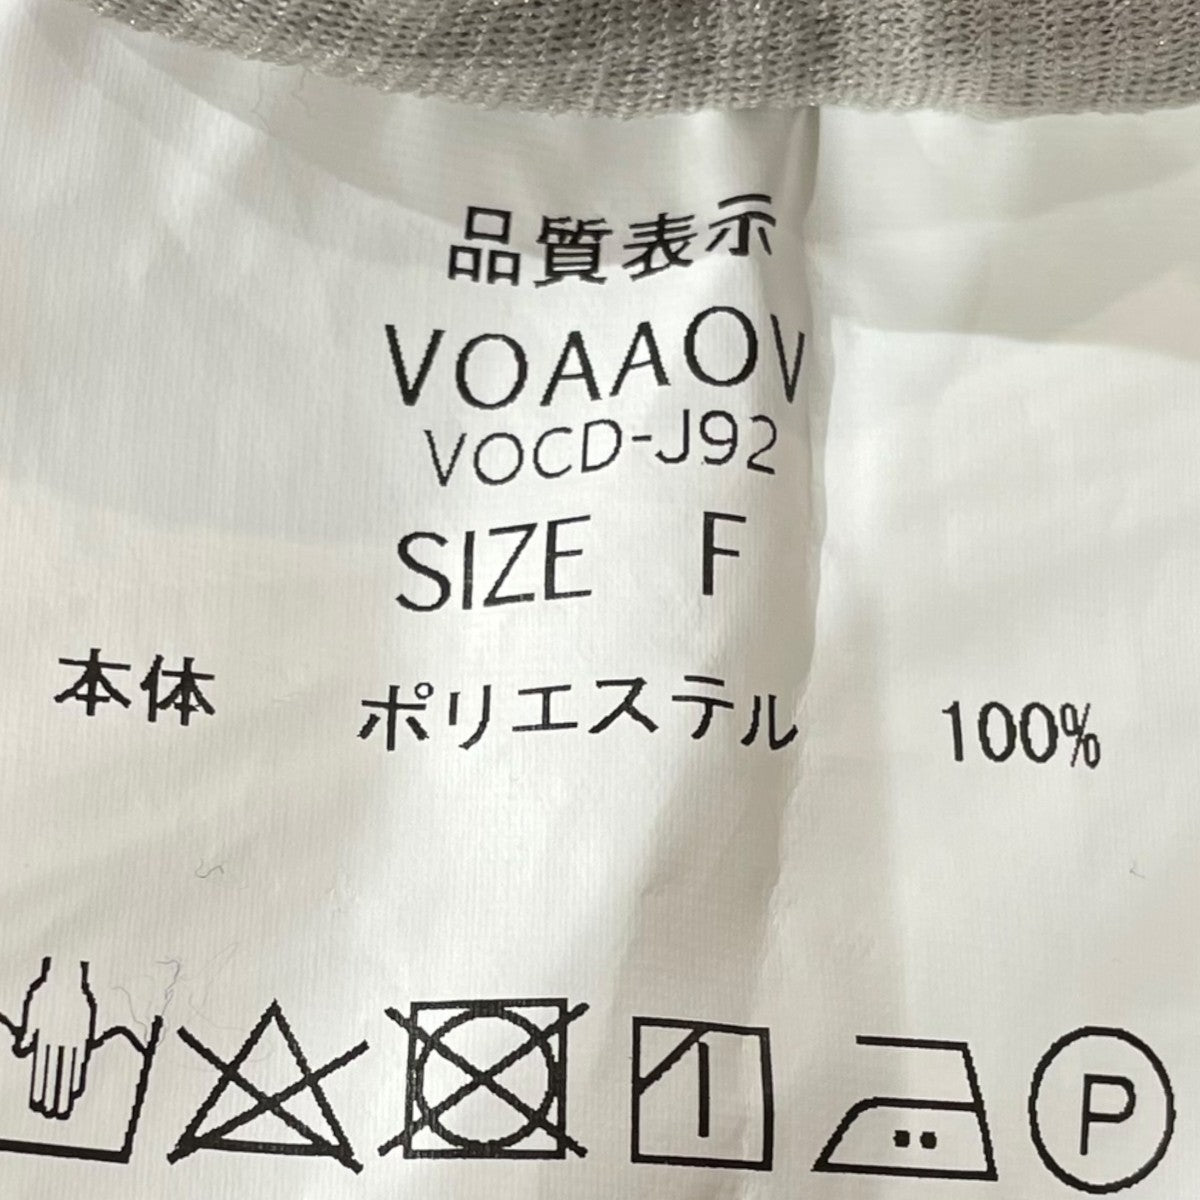 品質表示
VOAAOV
VOCD-J92
SIZE F
本体 ポリエステル 100%
P